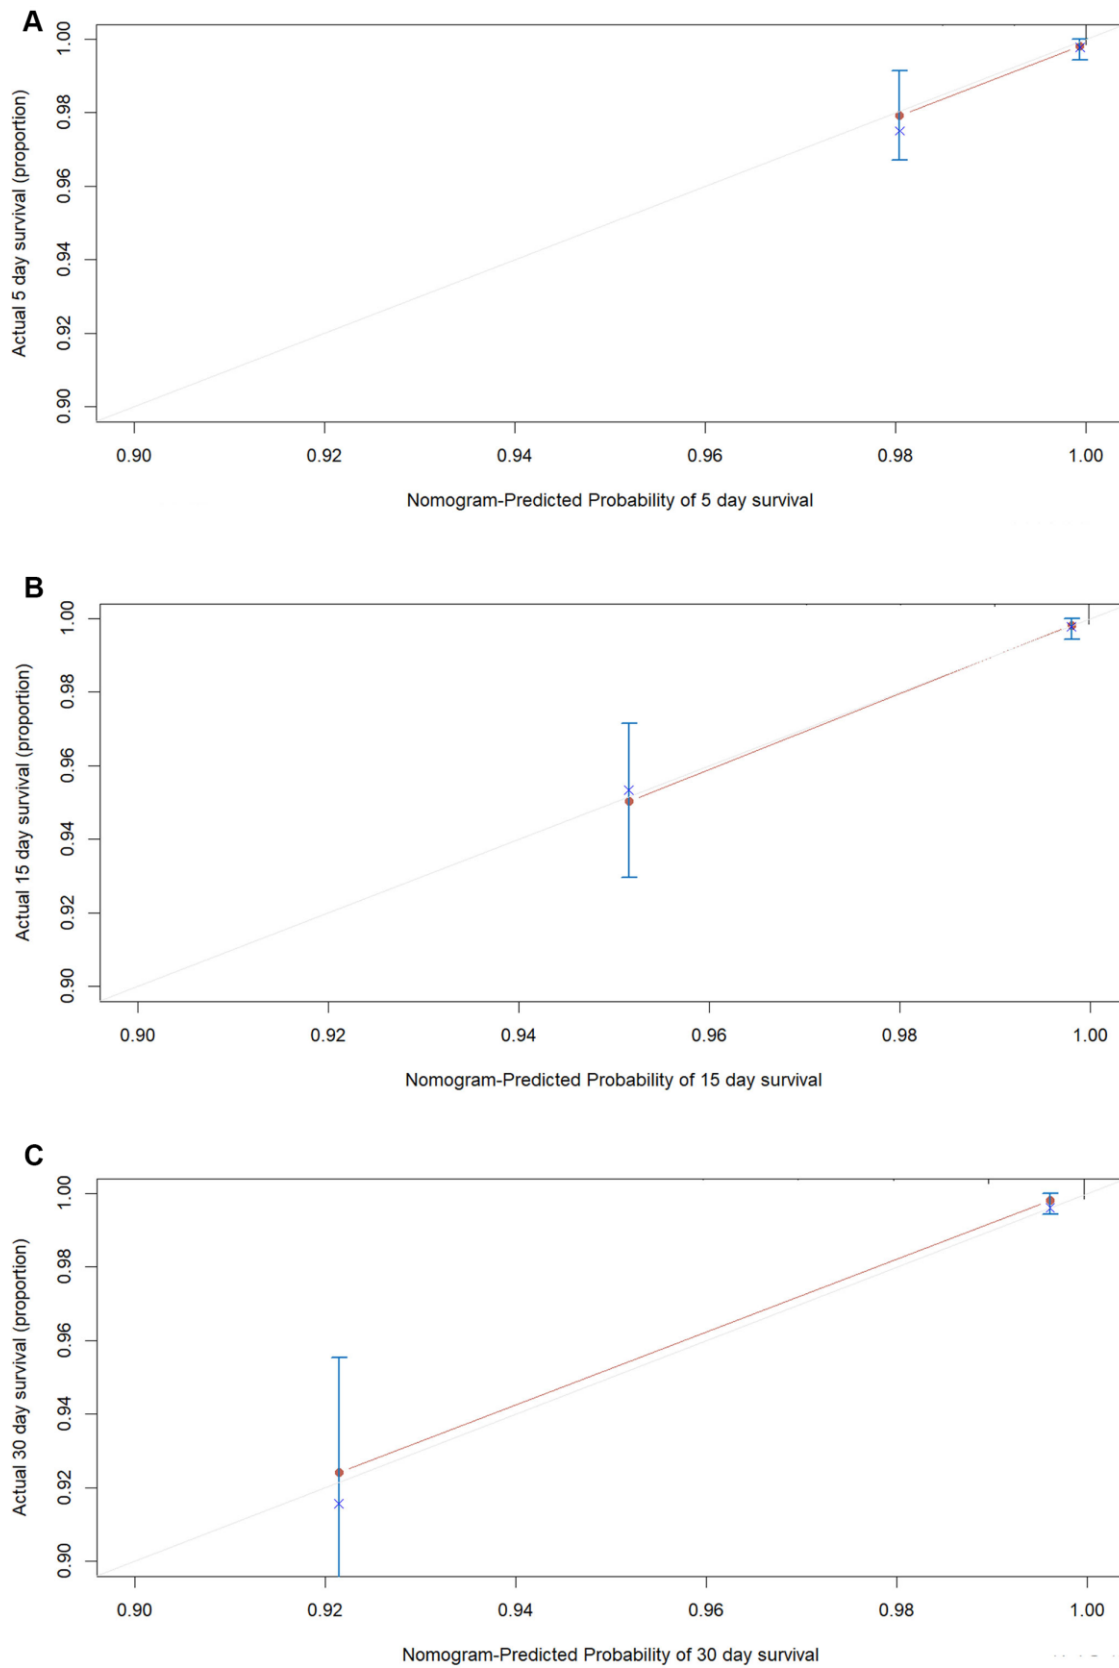 A
Actual 5 day survival (proportion)
1.00
0.98
0.96
0.94
0.92
0.90
0.90 0.92 0.94 0.96 0.98 1.00
Nomogram-Predicted Probability of 5 day survival
B
Actual 15 day survival (proportion)
1.00
0.98
0.96
0.94
0.92
0.90
0.90 0.92 0.94 0.96 0.98 1.00
Nomogram-Predicted Probability of 15 day survival
C
Actual 30 day survival (proportion)
1.00
0.98
0.96
0.94
0.92
0.90
0.90 0.92 0.94 0.96 0.98 1.00
Nomogram-Predicted Probability of 30 day survival